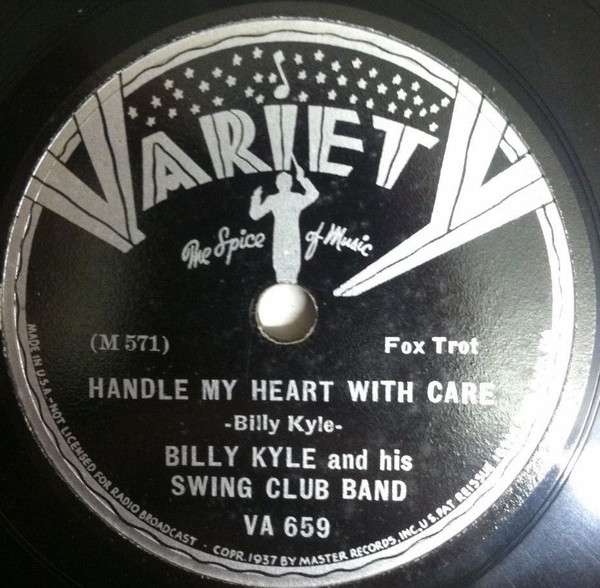 VARIETY
The Spice of Music
(M 571)
Fox Trot
HANDLE MY HEART WITH CARE
-Billy Kyle-
BILLY KYLE and his
SWING CLUB BAND
VA 659
MADE IN U.S.A.-NOT LICENSED FOR RADIO BROADCAST - COPR. 1937 BY MASTER RECORDS, INC. U.S. PAT. RE